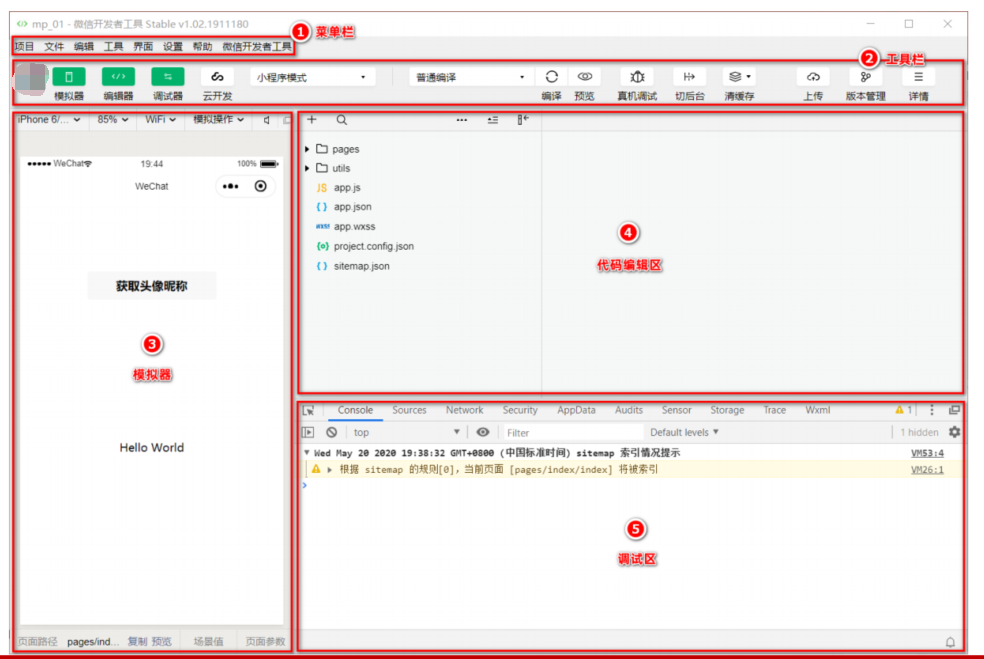 mp_01 - 微信开发者工具 Stable v1.02.1911180
1 菜单栏
项目 文件 编辑 工具 界面 设置 帮助 微信开发者工具
2 工具栏
小程序模式 普通编译
模拟器 编辑器 调试器 云开发 编译 预览 真机调试 切后台 清缓存 上传 版本管理 详情
iPhone 6/... 85% WiFi 模拟操作
WeChat 19:44 100%
WeChat
获取头像昵称
3
模拟器
Hello World
页面路径 pages/ind... 复制 预览 场景值 页面参数
pages
utils
JS app.js
{ } app.json
WXSS app.wxss
{o} project.config.json
{ } sitemap.json
4
代码编辑区
Console Sources Network Security AppData Audits Sensor Storage Trace Wxml 1
top Filter Default levels 1 hidden
Wed May 20 2020 19:38:32 GMT+0800 (中国标准时间) sitemap 索引情况提示 VM53:4
根据 sitemap 的规则[0]，当前页面 [pages/index/index] 将被索引 VM26:1
5
调试区